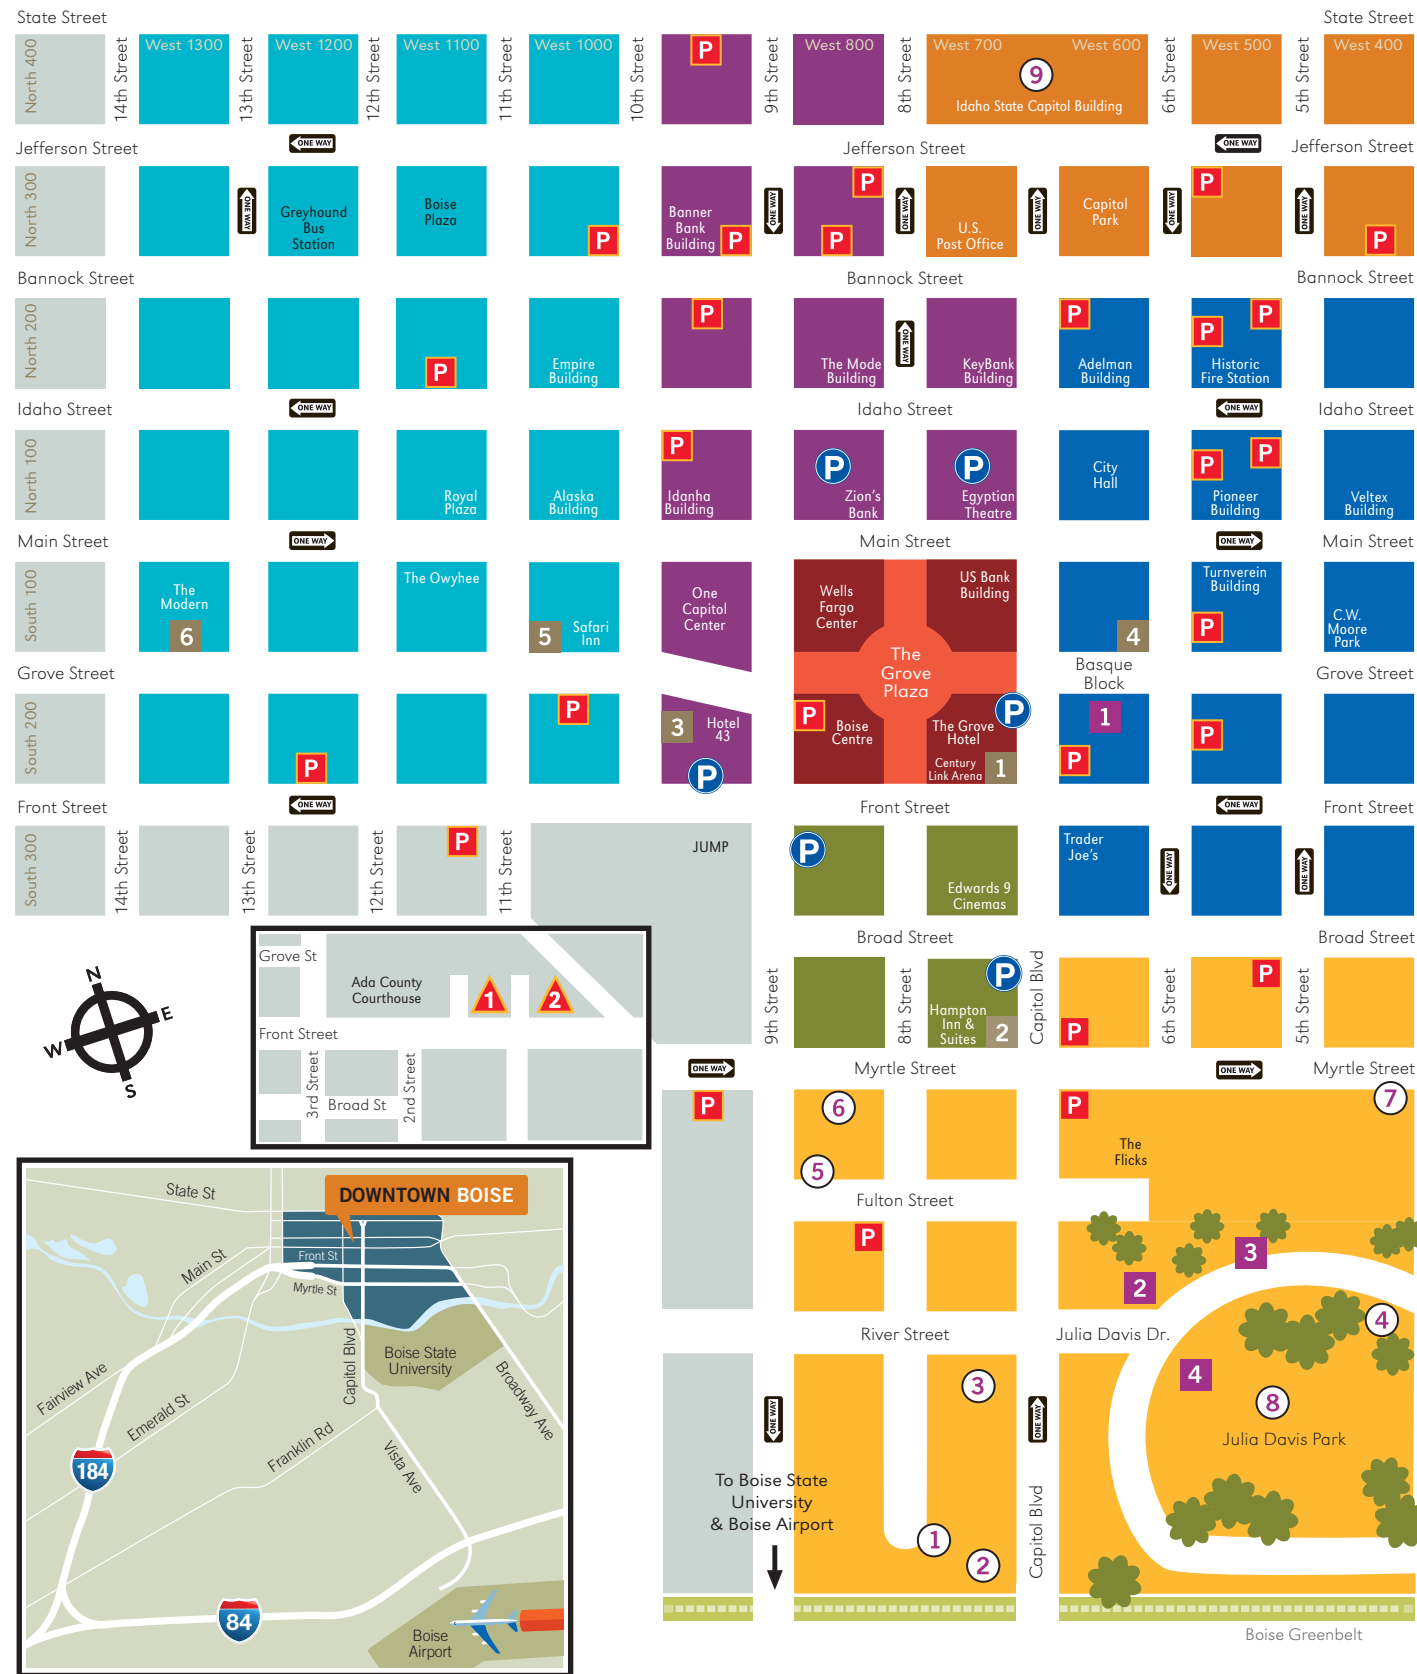 State Street
State Street
North 400
14th Street
West 1300
13th Street
West 1200
12th Street
West 1100
11th Street
West 1000
10th Street
P
9th Street
West 800
8th Street
West 700
West 600
9
Idaho State Capitol Building
6th Street
West 500
5th Street
West 400
ONE WAY
ONE WAY
Jefferson Street
Jefferson Street
Jefferson Street
North 300
ONE WAY
Greyhound
Bus
Station
Boise
Plaza
P
Banner
Bank
Building
P
ONE WAY
P
P
ONE WAY
U.S.
Post Office
ONE WAY
Capitol
Park
ONE WAY
P
ONE WAY
P
Bannock Street
Bannock Street
Bannock Street
North 200
P
Empire
Building
P
The Mode
Building
ONE WAY
KeyBank
Building
P
Adelman
Building
P
P
Historic
Fire Station
Idaho Street
ONE WAY
Idaho Street
ONE WAY
Idaho Street
North 100
Royal
Plaza
Alaska
Building
P
Idanha
Building
P
Zion's
Bank
P
Egyptian
Theatre
City
Hall
P
P
Pioneer
Building
Veltex
Building
Main Street
ONE WAY
Main Street
ONE WAY
Main Street
South 100
The
Modern
6
The Owyhee
5
Safari
Inn
One
Capitol
Center
Wells
Fargo
Center
US Bank
Building
The
Grove
Plaza
4
Turnverein
Building
P
C.W.
Moore
Park
Grove Street
Basque
Block
Grove Street
South 200
P
P
3
Hotel
43
P
P
Boise
Centre
The Grove
Hotel
P
Century
Link Arena
1
1
P
P
Front Street
ONE WAY
Front Street
ONE WAY
Front Street
South 300
14th Street
13th Street
12th Street
P
11th Street
JUMP
P
Edwards 9
Cinemas
Trader
Joe's
ONE WAY
ONE WAY
Broad Street
Broad Street
N
E
W
S
Grove St
Ada County
Courthouse
1
2
Front Street
3rd Street
Broad St
2nd Street
9th Street
8th Street
P
Hampton
Inn &
Suites
2
Capitol Blvd
P
6th Street
P
5th Street
ONE WAY
Myrtle Street
ONE WAY
Myrtle Street
P
6
5
P
The
Flicks
7
Fulton Street
P
3
2
4
River Street
Julia Davis Dr.
3
4
8
Julia Davis Park
ONE WAY
ONE WAY
To Boise State
University
& Boise Airport
1
2
Capitol Blvd
Boise Greenbelt
State St
DOWNTOWN BOISE
Main St
Front St
Myrtle St
Capitol Blvd
Boise State
University
Broadway Ave
Fairview Ave
Emerald St
Franklin Rd
Vista Ave
184
84
Boise
Airport